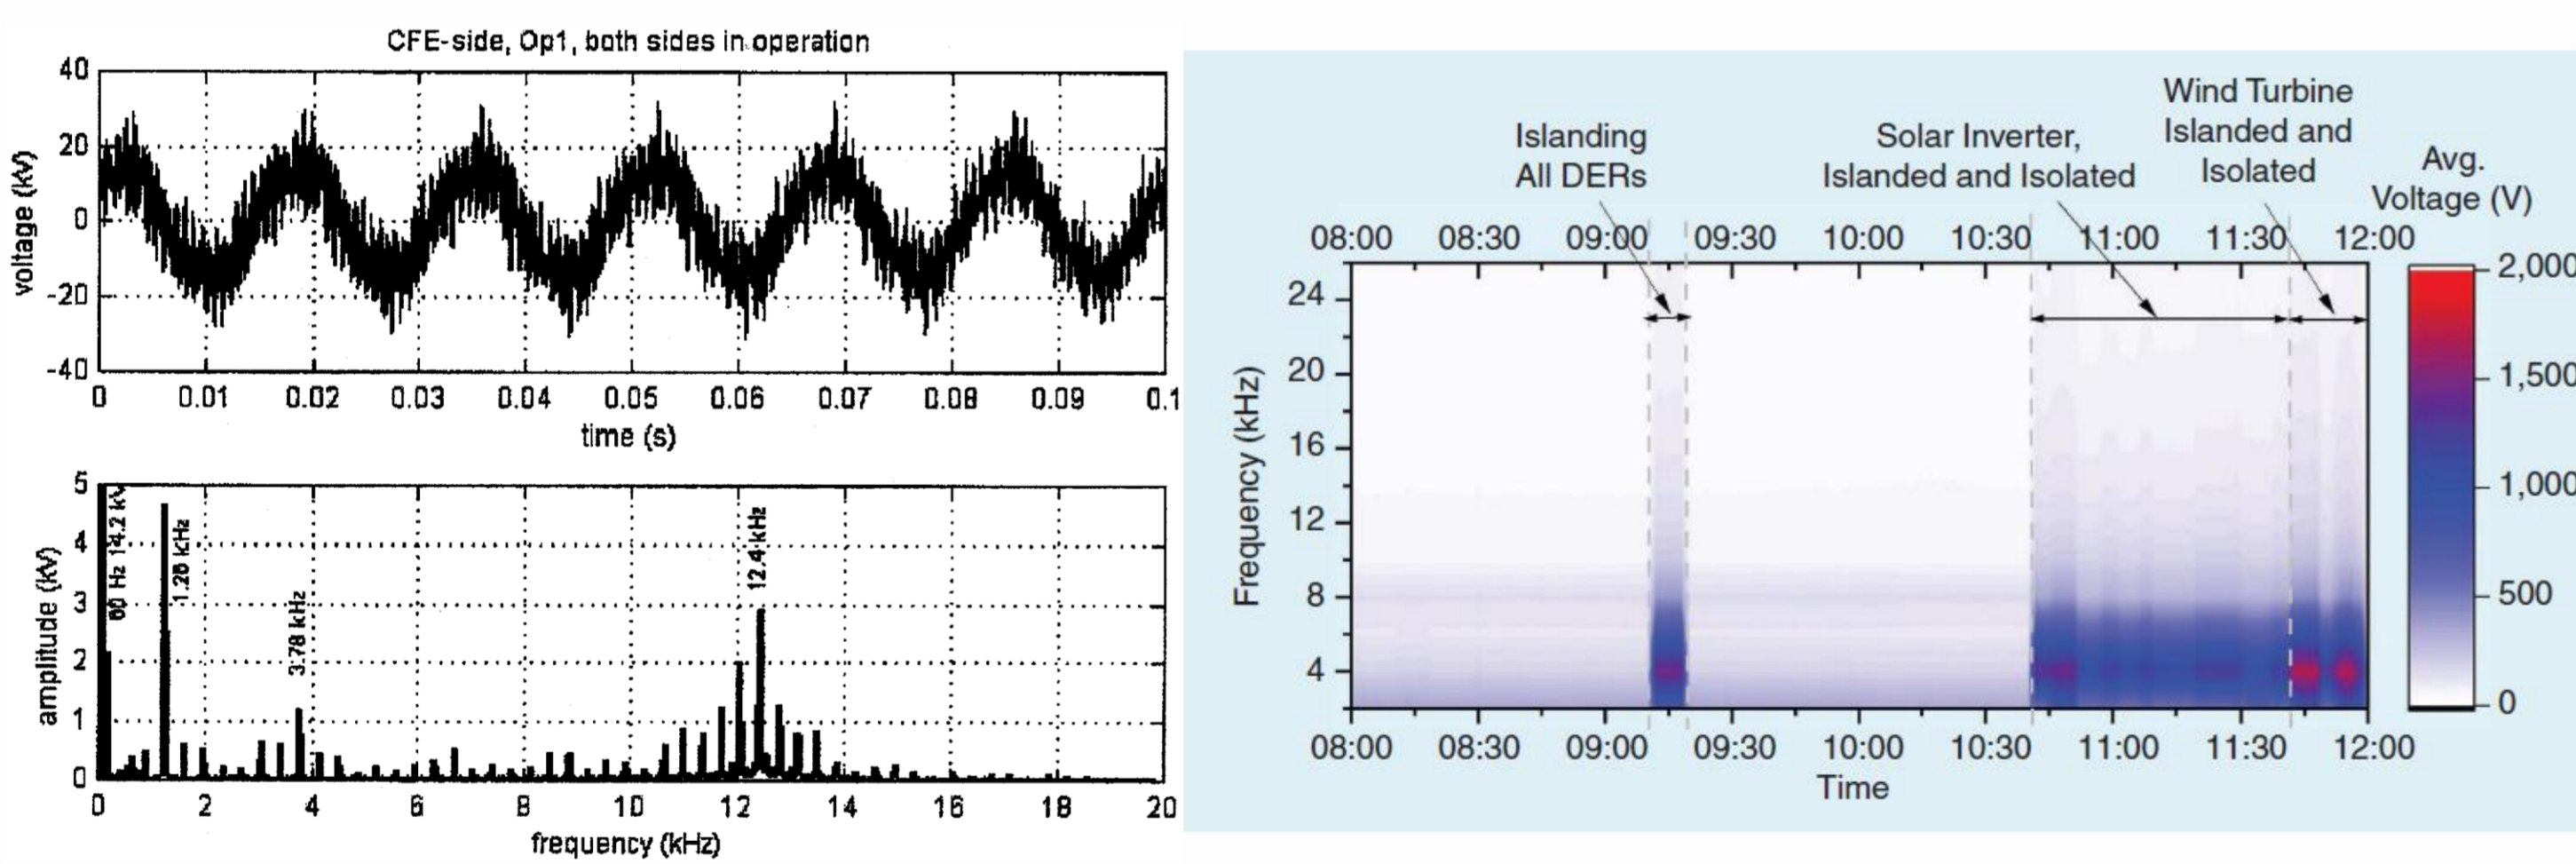 CFE-side, Op1, both sides in operation
40
20
0
-20
-40
voltage (kV)
0 0.01 0.02 0.03 0.04 0.05 0.06 0.07 0.08 0.09 0.1
time (s)
5
4
3
2
1
0
amplitude (kV)
60 Hz 14.2 kV
1.26 kHz
3.78 kHz
12.4 kHz
0 2 4 6 8 10 12 14 16 18 20
frequency (kHz)
Islanding
All DERs
Solar Inverter,
Islanded and Isolated
Wind Turbine
Islanded and
Isolated
Avg.
Voltage (V)
08:00 08:30 09:00 09:30 10:00 10:30 11:00 11:30 12:00
24
20
16
12
8
4
Frequency (kHz)
2,000
1,500
1,000
500
0
08:00 08:30 09:00 09:30 10:00 10:30 11:00 11:30 12:00
Time